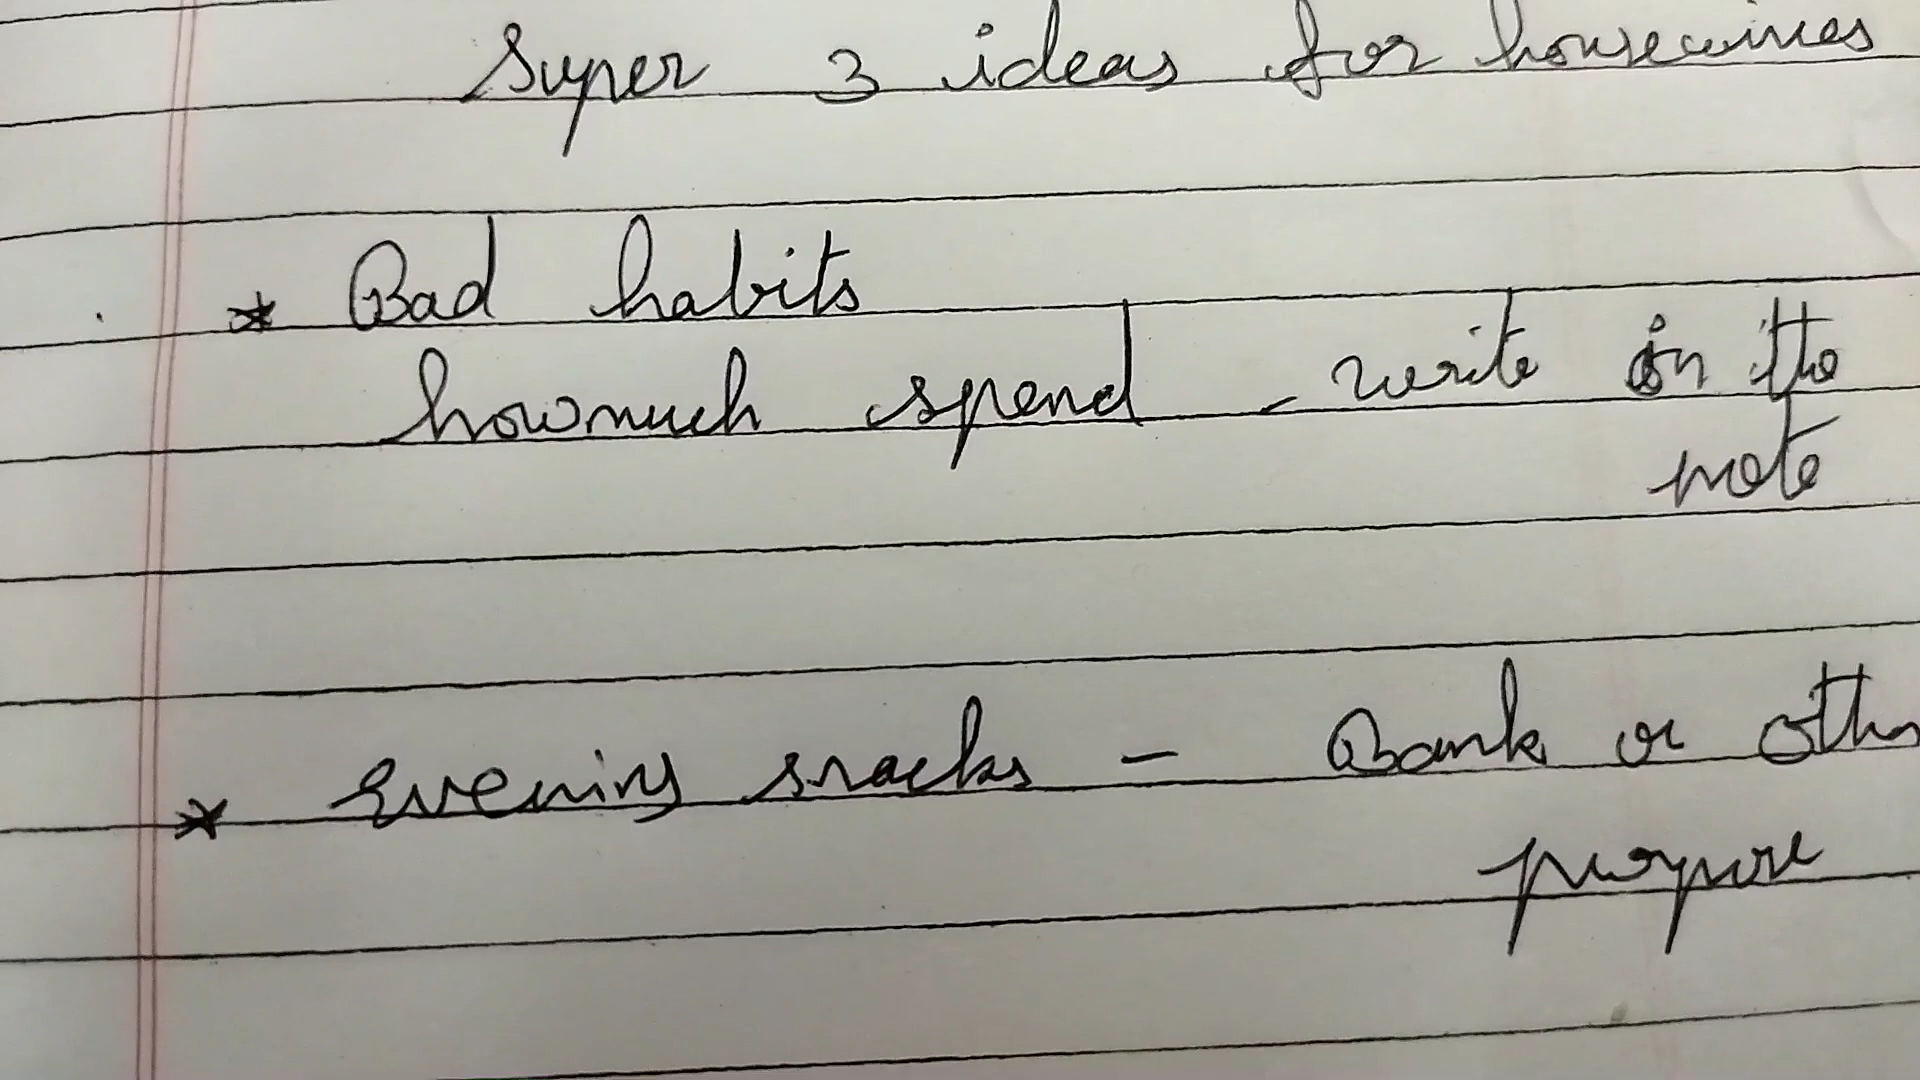 Super 3 ideas for housewives
* Bad habits
howmuch spend - write in the
note
* Evening snacks - Bank or other
purpose